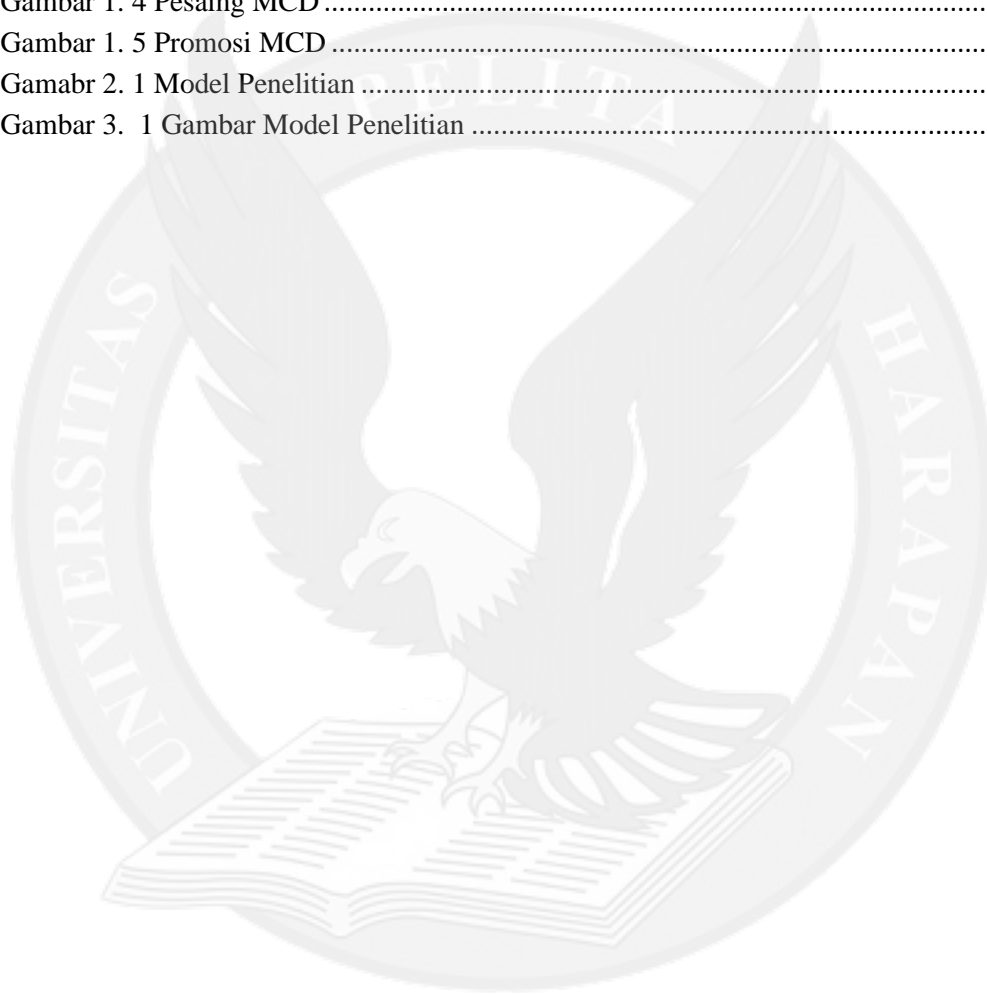 Gambar 1. 4 Pesaing MCD ........................................................................................
Gambar 1. 5 Promosi MCD ........................................................................................
Gamabr 2. 1 Model Penelitian ....................................................................................
Gambar 3.  1 Gambar Model Penelitian .....................................................................
UNIVERSITAS PELITA HARAPAN